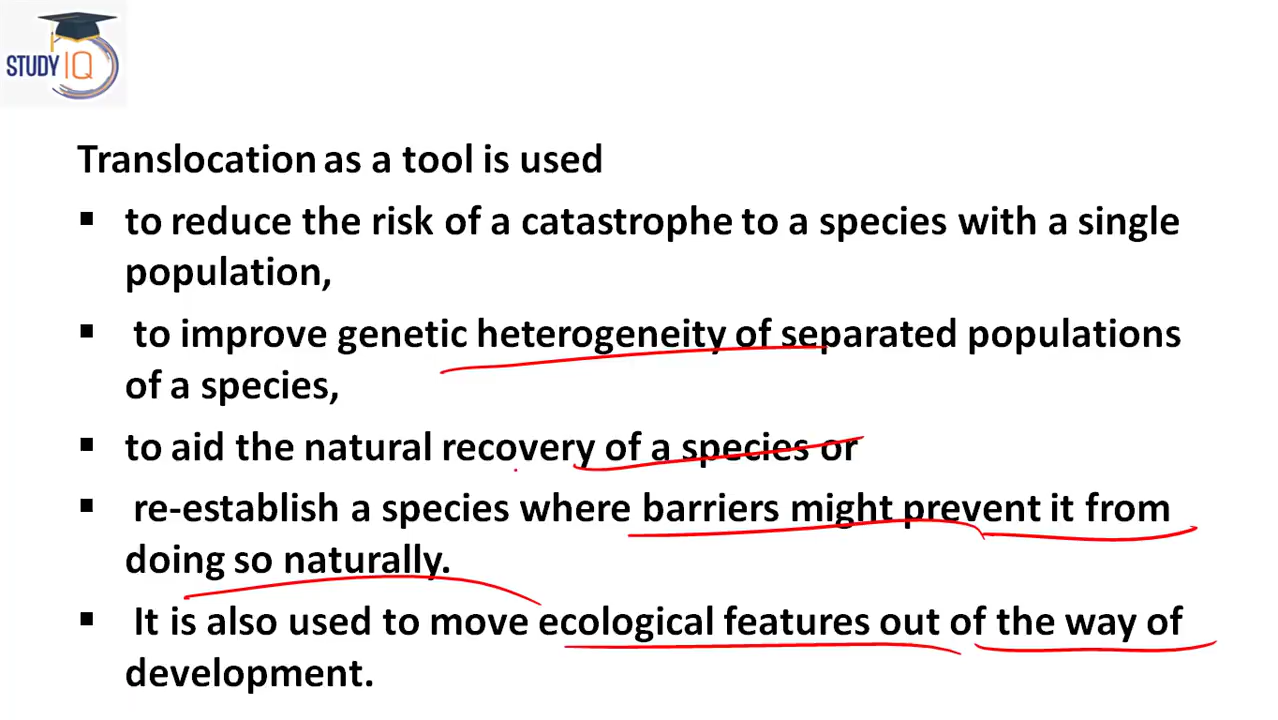 STUDY IQ
Translocation as a tool is used
▪ to reduce the risk of a catastrophe to a species with a single
population,
▪ to improve genetic heterogeneity of separated populations
of a species,
▪ to aid the natural recovery of a species or
▪ re-establish a species where barriers might prevent it from
doing so naturally.
▪ It is also used to move ecological features out of the way of
development.